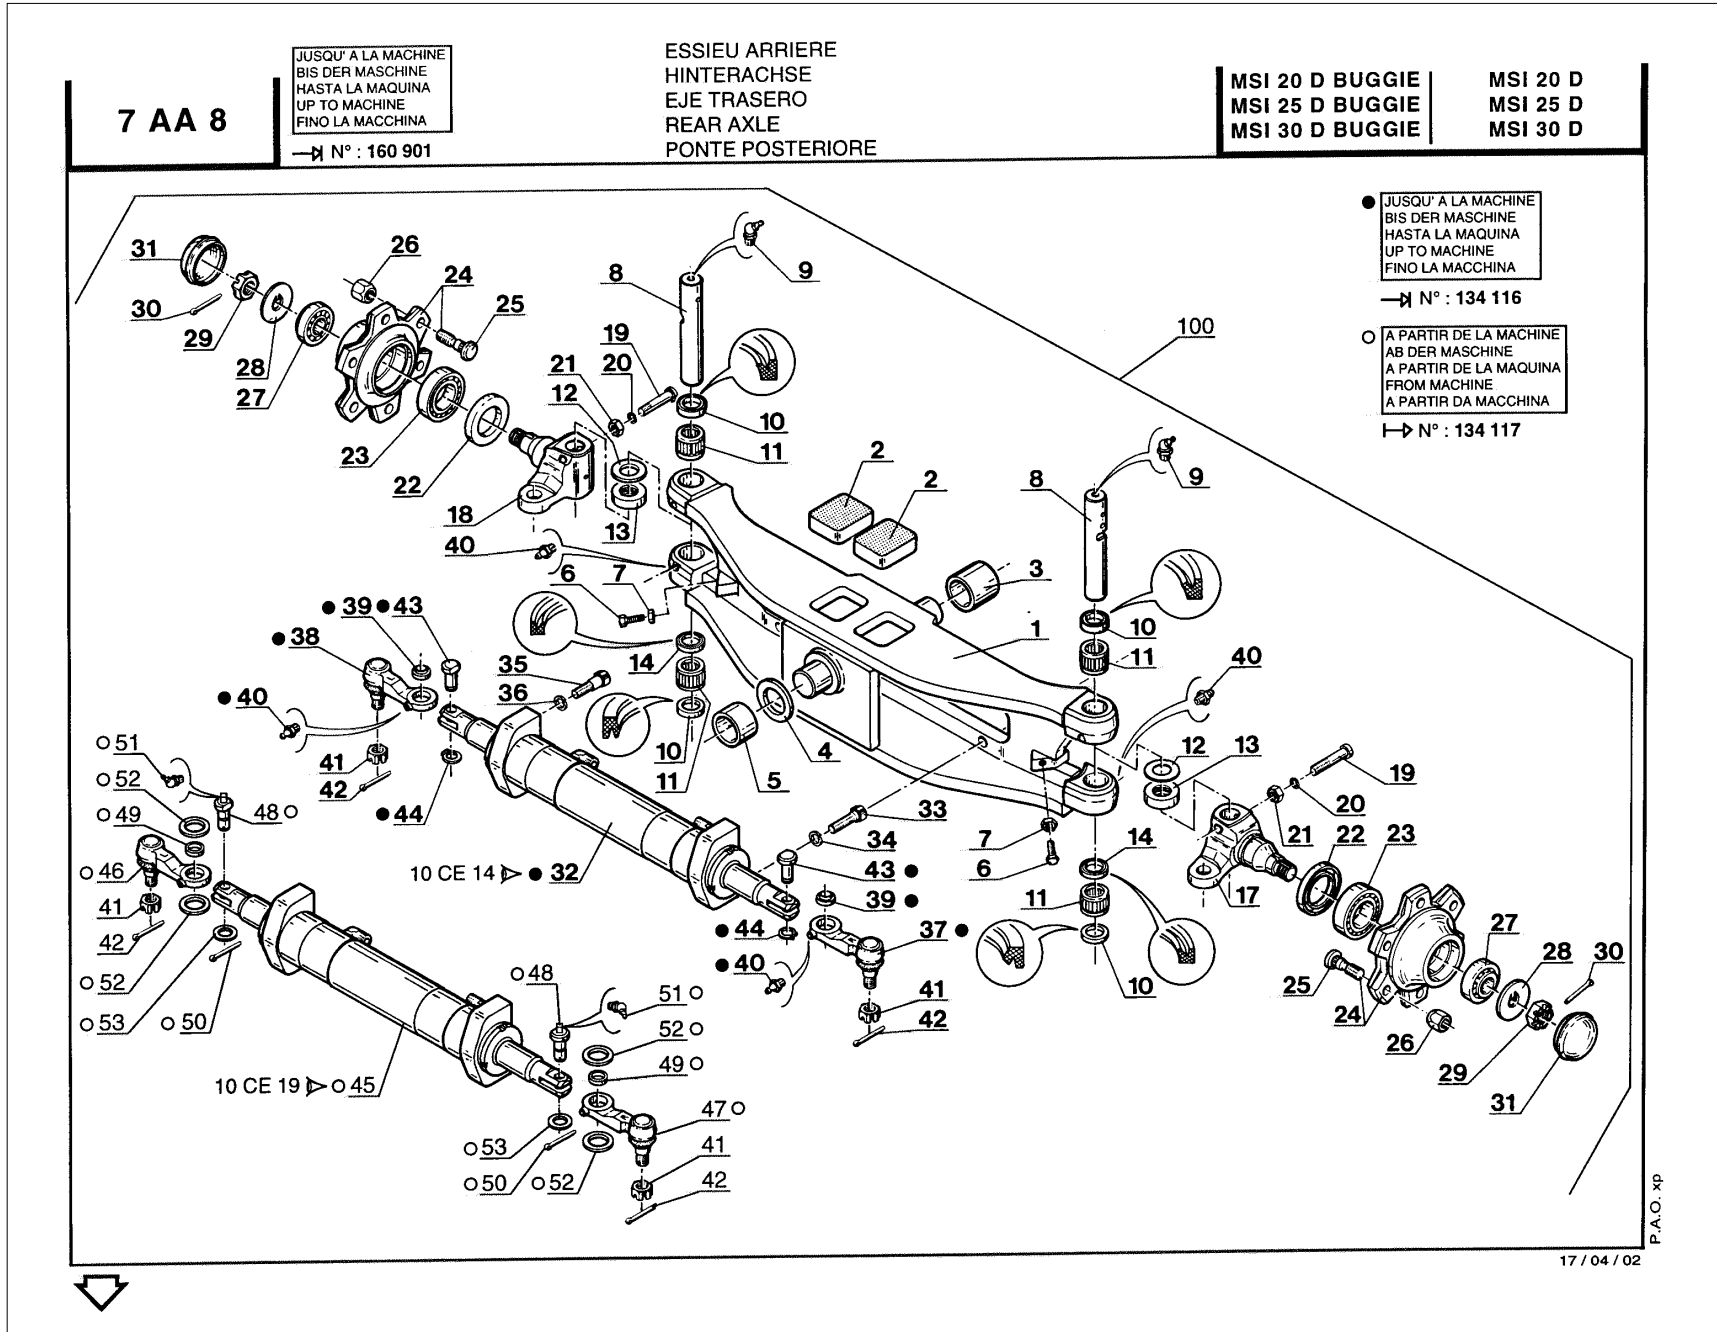 7 AA 8
JUSQU' A LA MACHINE
BIS DER MASCHINE
HASTA LA MAQUINA
UP TO MACHINE
FINO LA MACCHINA
N° : 160 901
ESSIEU ARRIERE
HINTERACHSE
EJE TRASERO
REAR AXLE
PONTE POSTERIORE
MSI 20 D BUGGIE
MSI 25 D BUGGIE
MSI 30 D BUGGIE
MSI 20 D
MSI 25 D
MSI 30 D
JUSQU' A LA MACHINE
BIS DER MASCHINE
HASTA LA MAQUINA
UP TO MACHINE
FINO LA MACCHINA
N° : 134 116
A PARTIR DE LA MACHINE
AB DER MASCHINE
A PARTIR DE LA MAQUINA
FROM MACHINE
A PARTIR DA MACCHINA
N° : 134 117
31
26
24
25
30
29
28
27
23
22
8
9
19
21
20
12
10
11
18
13
40
2
2
8
9
100
3
6
7
1
10
11
40
39
43
38
40
35
36
14
10
11
5
4
41
42
44
12
13
19
20
21
22
23
33
34
7
6
14
11
17
10
51
52
49
48
46
41
42
52
53
50
10 CE 14
32
43
39
44
37
40
41
42
27
28
30
25
24
26
29
31
10 CE 19
45
48
51
52
49
47
53
50
52
41
42
P.A.O. xp
17 / 04 / 02